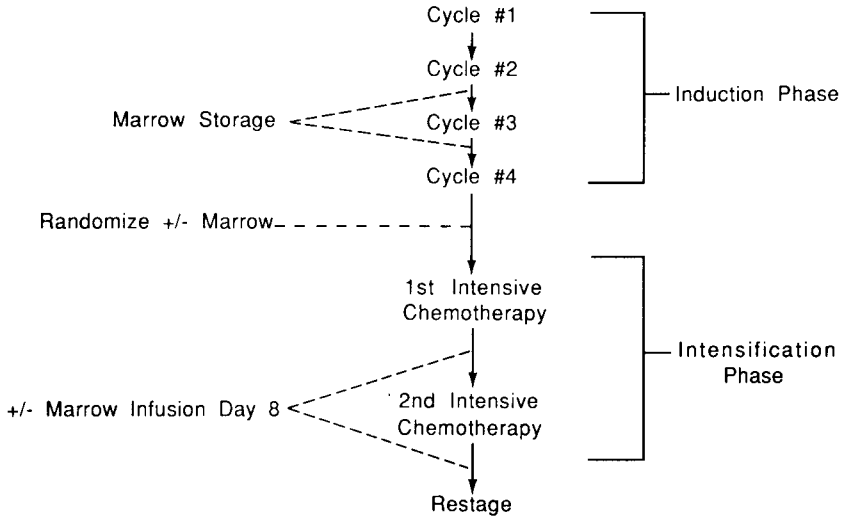 Cycle #1
Cycle #2
Induction Phase
Marrow Storage
Cycle #3
Cycle #4
Randomize +/- Marrow
1st Intensive
Chemotherapy
Intensification
Phase
+/- Marrow Infusion Day 8
2nd Intensive
Chemotherapy
Restage